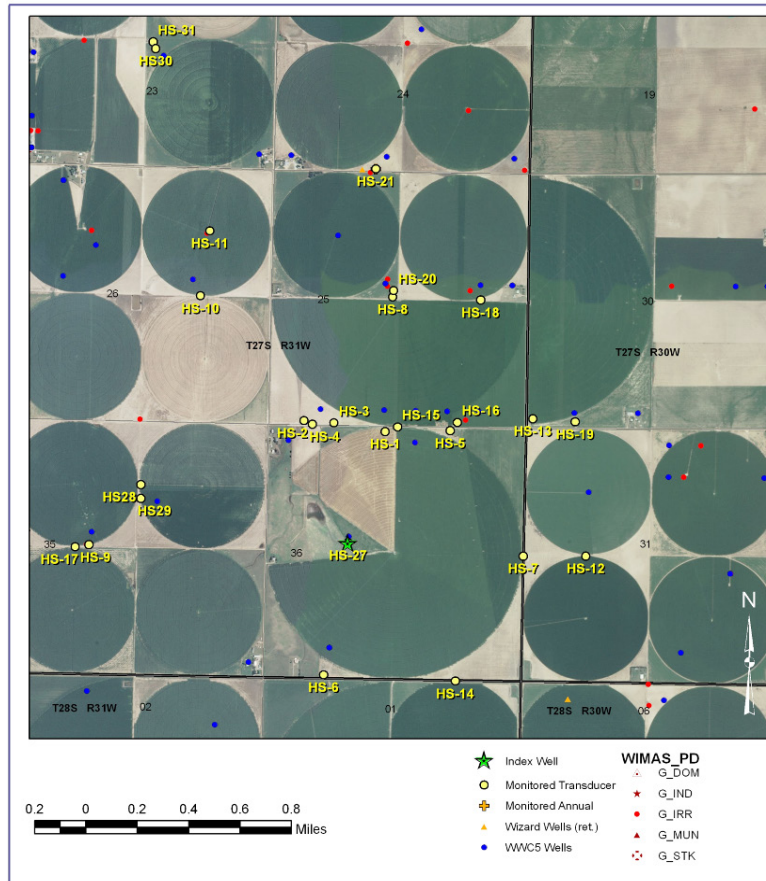 HS-31
HS30
23
24
19
HS-21
HS-11
HS-20
26
HS-10
25
HS-8
HS-18
30
T27S R31W
T27S R30W
HS-3
HS-15
HS-16
HS-13
HS-2
HS-4
HS-1
HS-5
HS-19
HS28
HS29
35
HS-17
HS-9
36
HS-27
HS-7
HS-12
31
N
HS-6
HS-14
T28S R31W
02
01
T28S R30W
06
Index Well
Monitored Transducer
Monitored Annual
Wizard Wells (ret.)
WWC5 Wells
WIMAS_PD
G_DOM
G_IND
G_IRR
G_MUN
G_STK
0.2 0 0.2 0.4 0.6 0.8
Miles